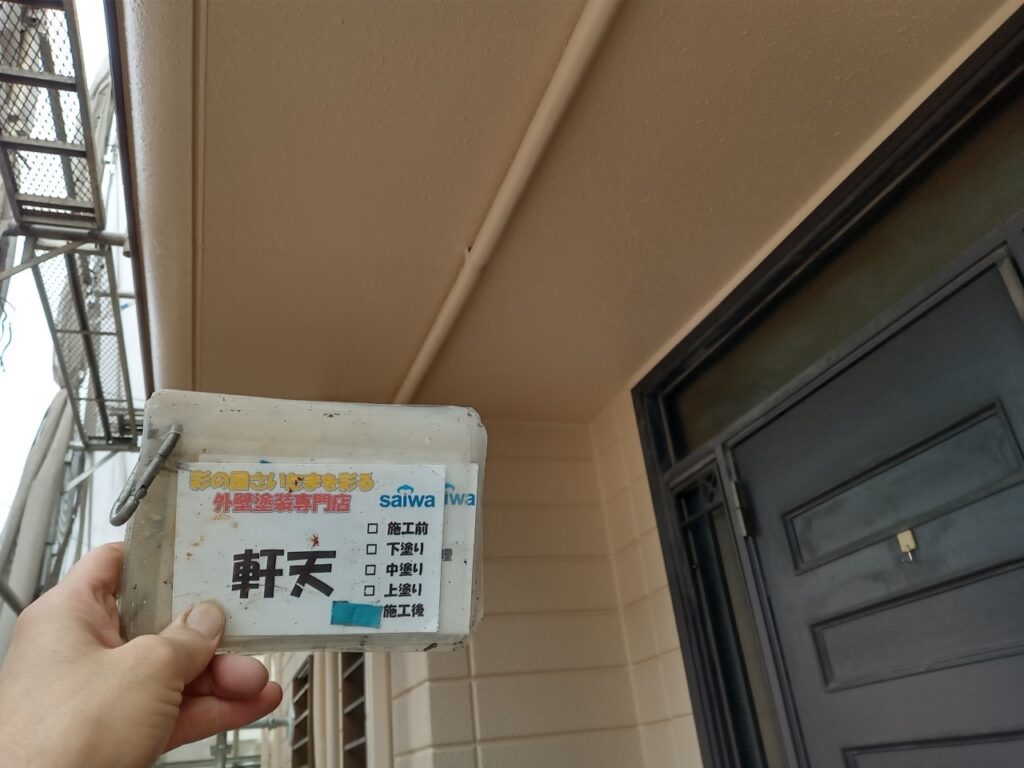 彩の国さいたまを彩る
外壁塗装専門店
saiwa
iwa
軒天
□ 施工前
□ 下塗り
□ 中塗り
□ 上塗り
施工後